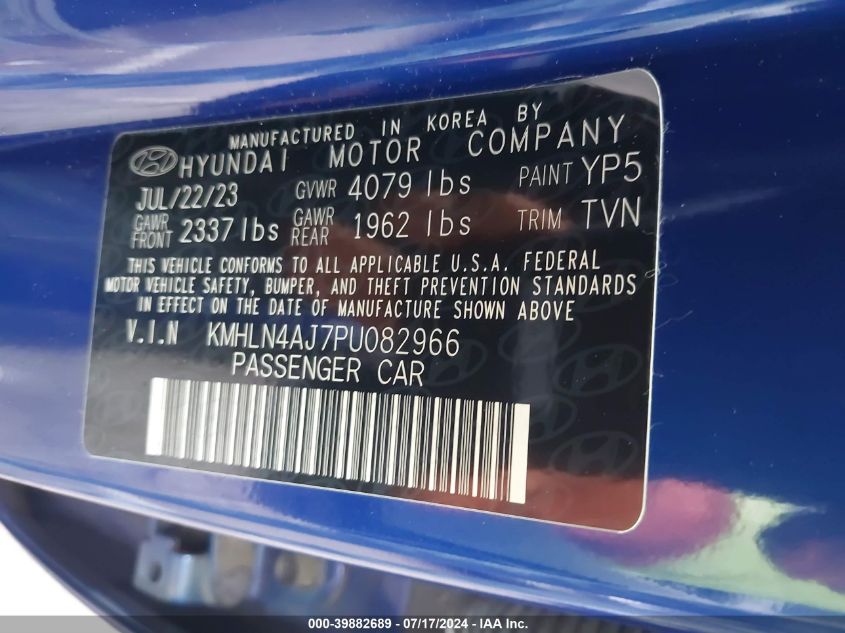 MANUFACTURED IN KOREA BY
HYUNDAI MOTOR COMPANY
JUL/22/23 GVWR 4079 lbs PAINT YP5
GAWR FRONT 2337 lbs GAWR REAR 1962 lbs TRIM TVN
THIS VEHICLE CONFORMS TO ALL APPLICABLE U.S.A. FEDERAL
MOTOR VEHICLE SAFETY, BUMPER, AND THEFT PREVENTION STANDARDS
IN EFFECT ON THE DATE OF MANUFACTURE SHOWN ABOVE
V.I.N KMHLN4AJ7PU082966
PASSENGER CAR
000-39882689 - 07/17/2024 - IAA Inc.